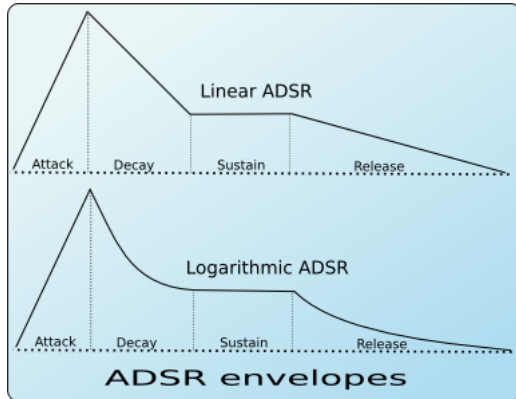 Linear ADSR
Attack Decay Sustain Release
Logarithmic ADSR
Attack Decay Sustain Release
ADSR envelopes